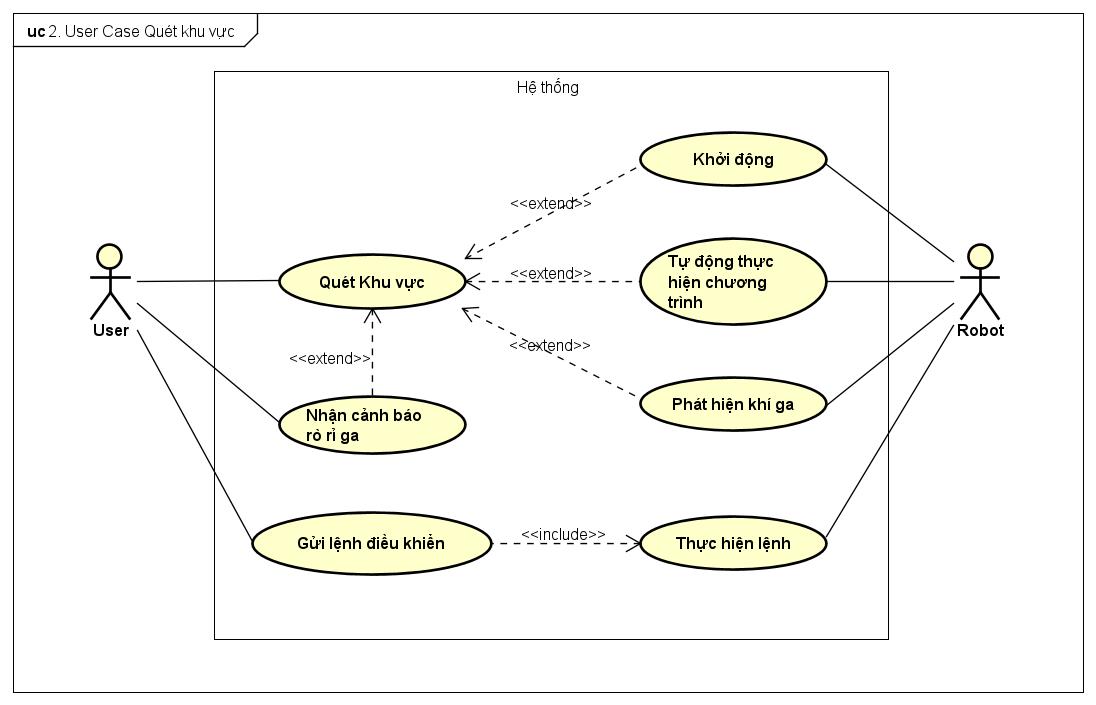 uc 2. User Case Quét khu vực
Hệ thống
Khởi động
<<extend>>
Quét Khu vực
<<extend>>
Tự động thực
hiện chương
trình
User
Robot
<<extend>>
<<extend>>
Nhận cảnh báo
rò rỉ ga
Phát hiện khí ga
Gửi lệnh điều khiển
<<include>>
Thực hiện lệnh